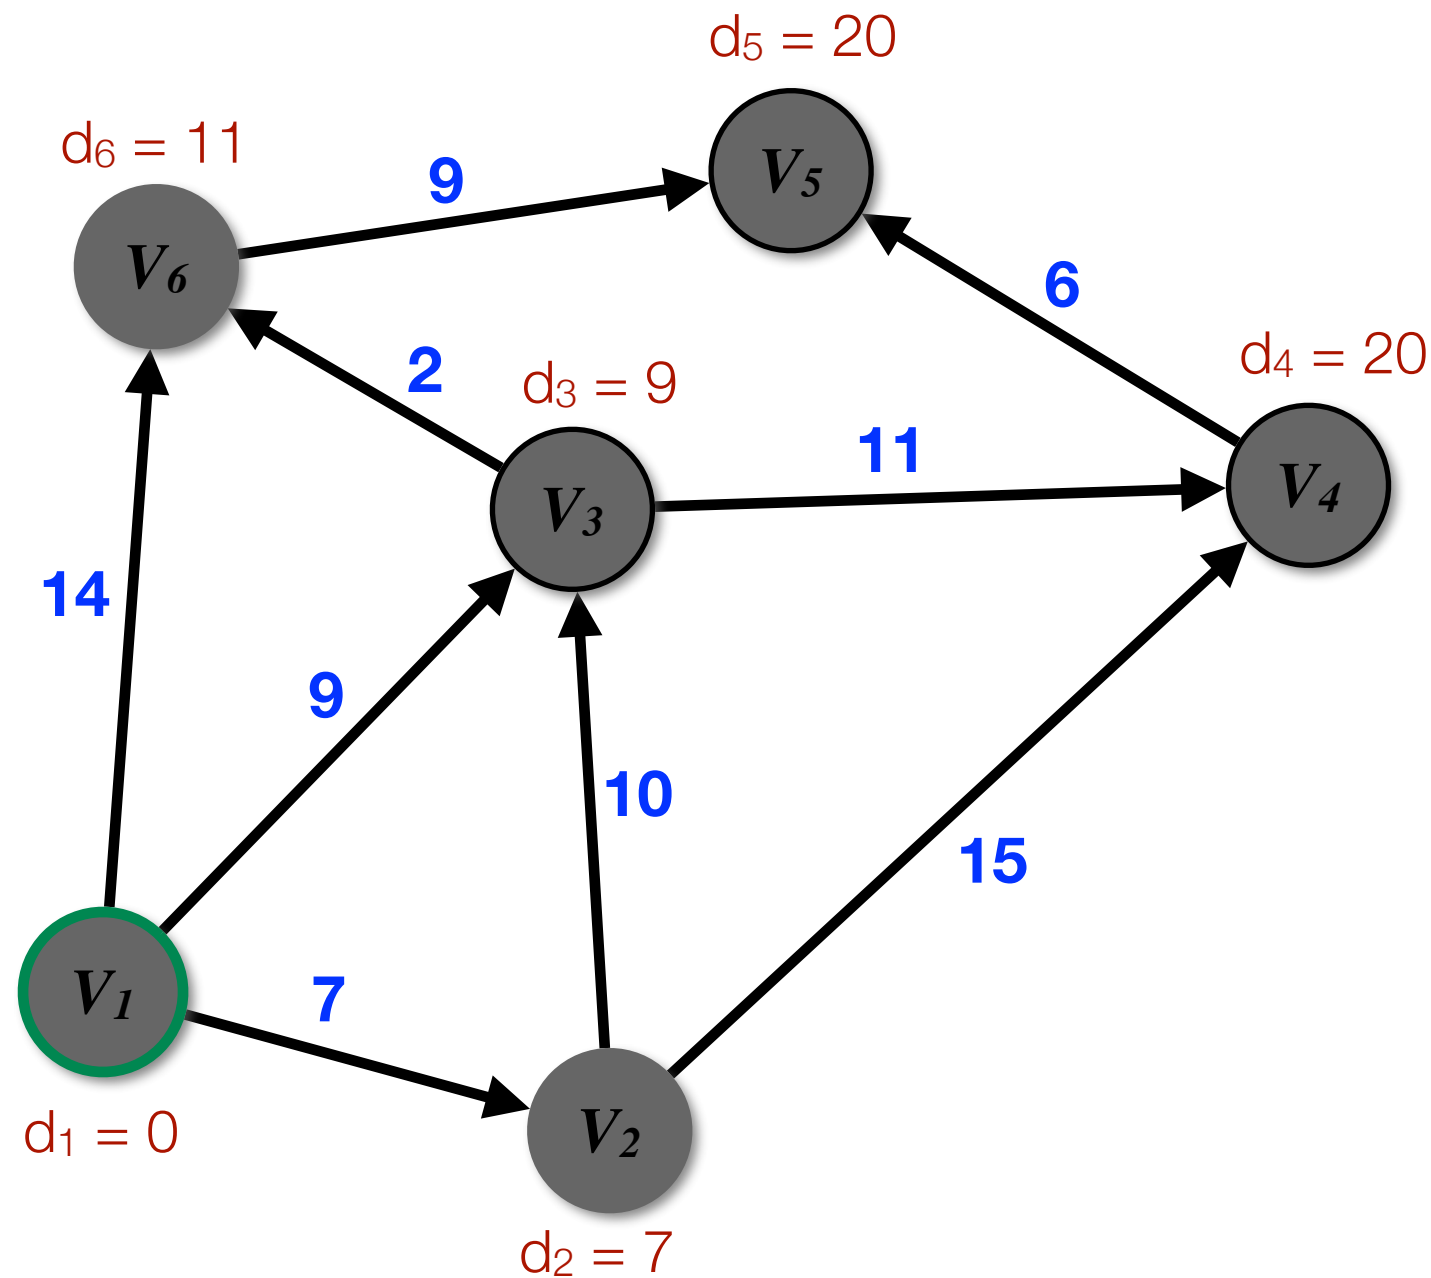 d5 = 20
d6 = 11
9
V5
V6
6
2
d3 = 9
d4 = 20
11
V3
V4
14
9
10
15
V1
7
d1 = 0
V2
d2 = 7